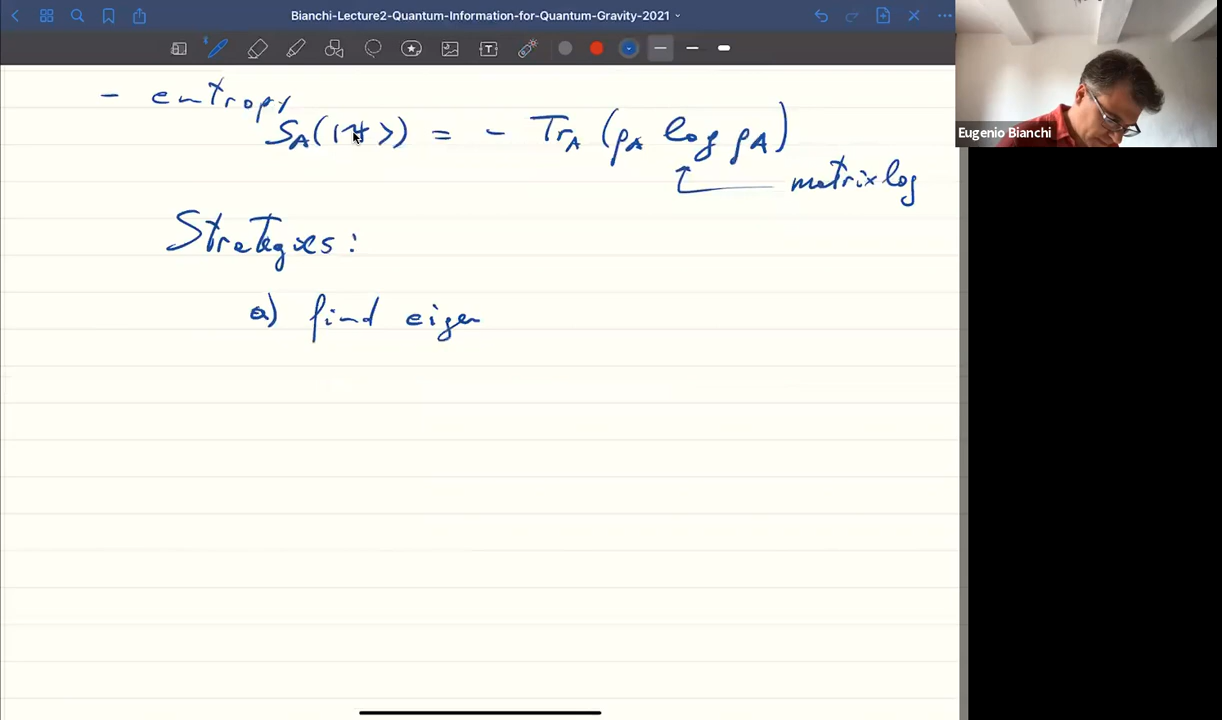 Bianchi-Lecture2-Quantum-Information-for-Quantum-Gravity-2021
Eugenio Bianchi
- entropy
S_A(|ψ>) = - Tr_A (ρ_A log ρ_A)
matrix log
Strategies:
a) find eigen